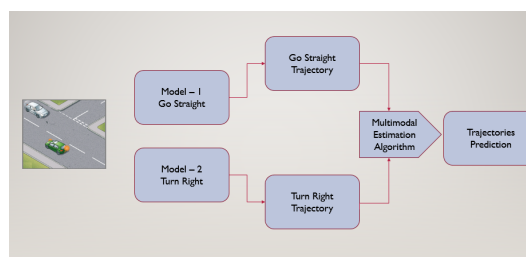 Model – 1
Go Straight
Go Straight
Trajectory
Model – 2
Turn Right
Turn Right
Trajectory
Multimodal
Estimation
Algorithm
Trajectories
Prediction